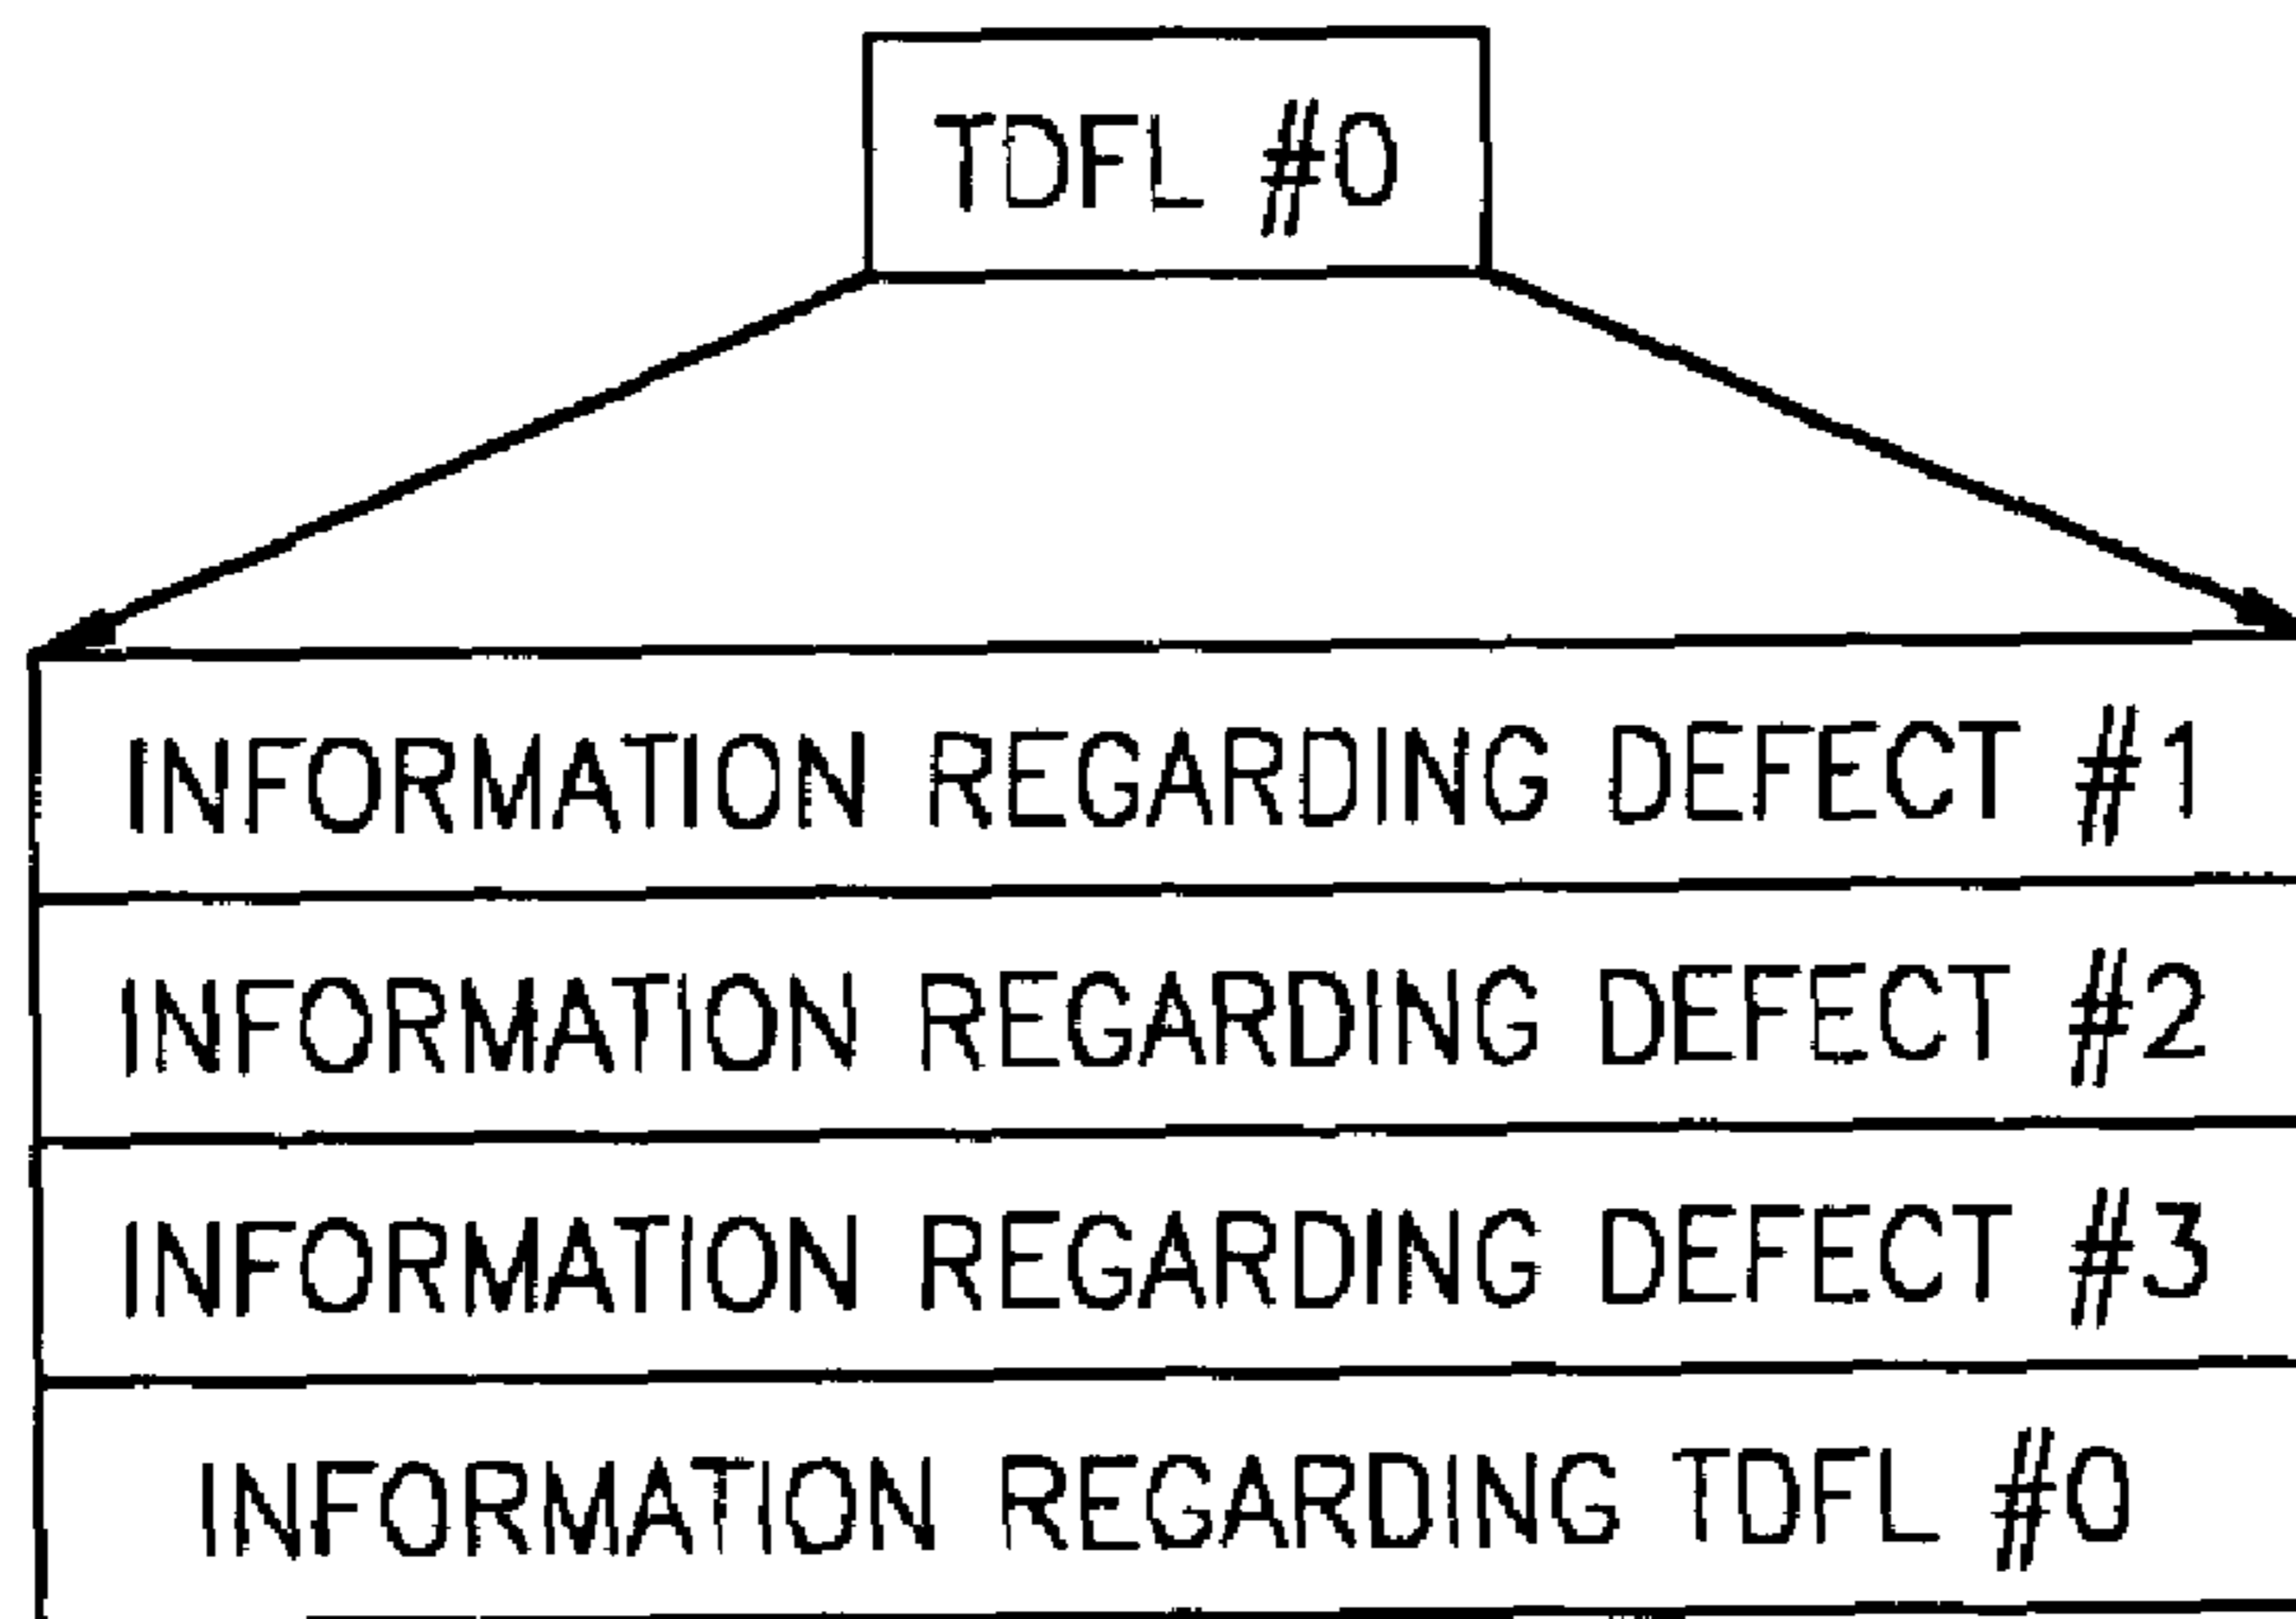 TDFL #0
INFORMATION REGARDING DEFECT #1
INFORMATION REGARDING DEFECT #2
INFORMATION REGARDING DEFECT #3
INFORMATION REGARDING TDFL #0